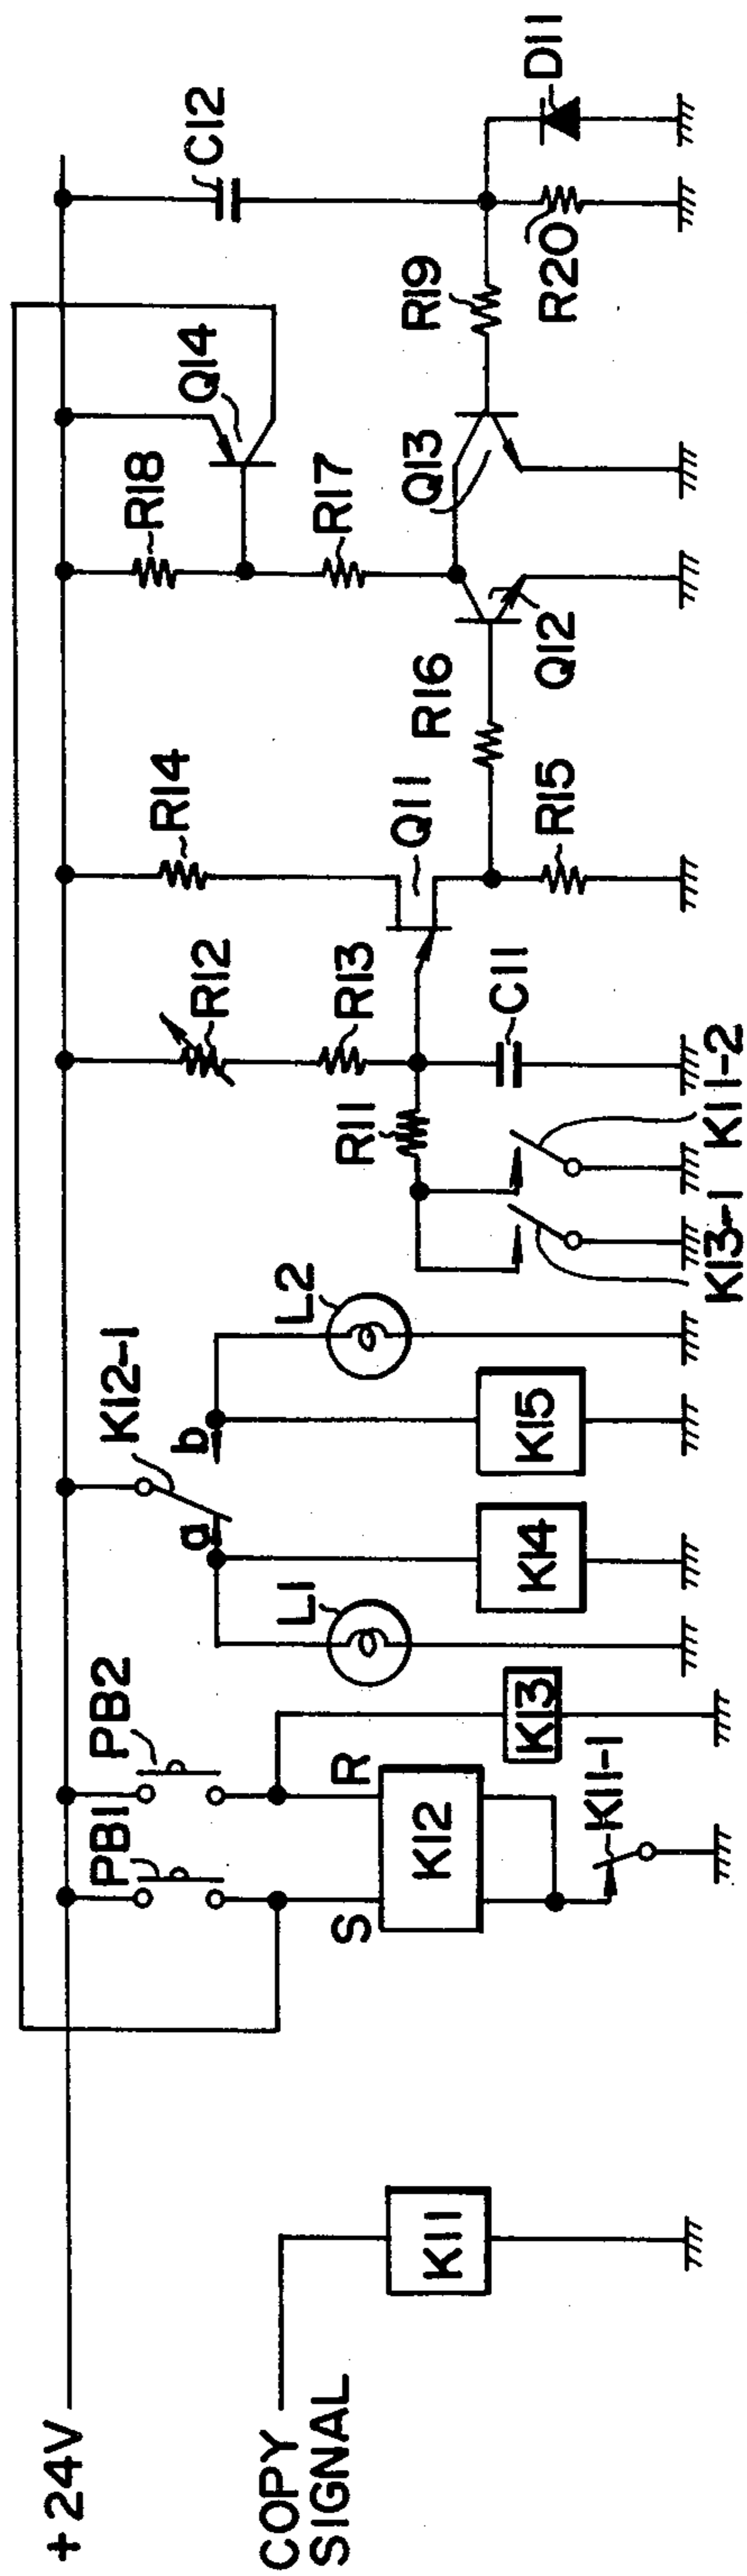 +24V
COPY
SIGNAL
K11
PB1
PB2
S
R
K12
K11-1
K13
L1
a
K12-1
b
K14
K15
L2
K13-1
K11-2
R11
R12
R13
C11
R14
Q11
R15
R16
Q12
R18
R17
Q14
Q13
R19
C12
R20
D11